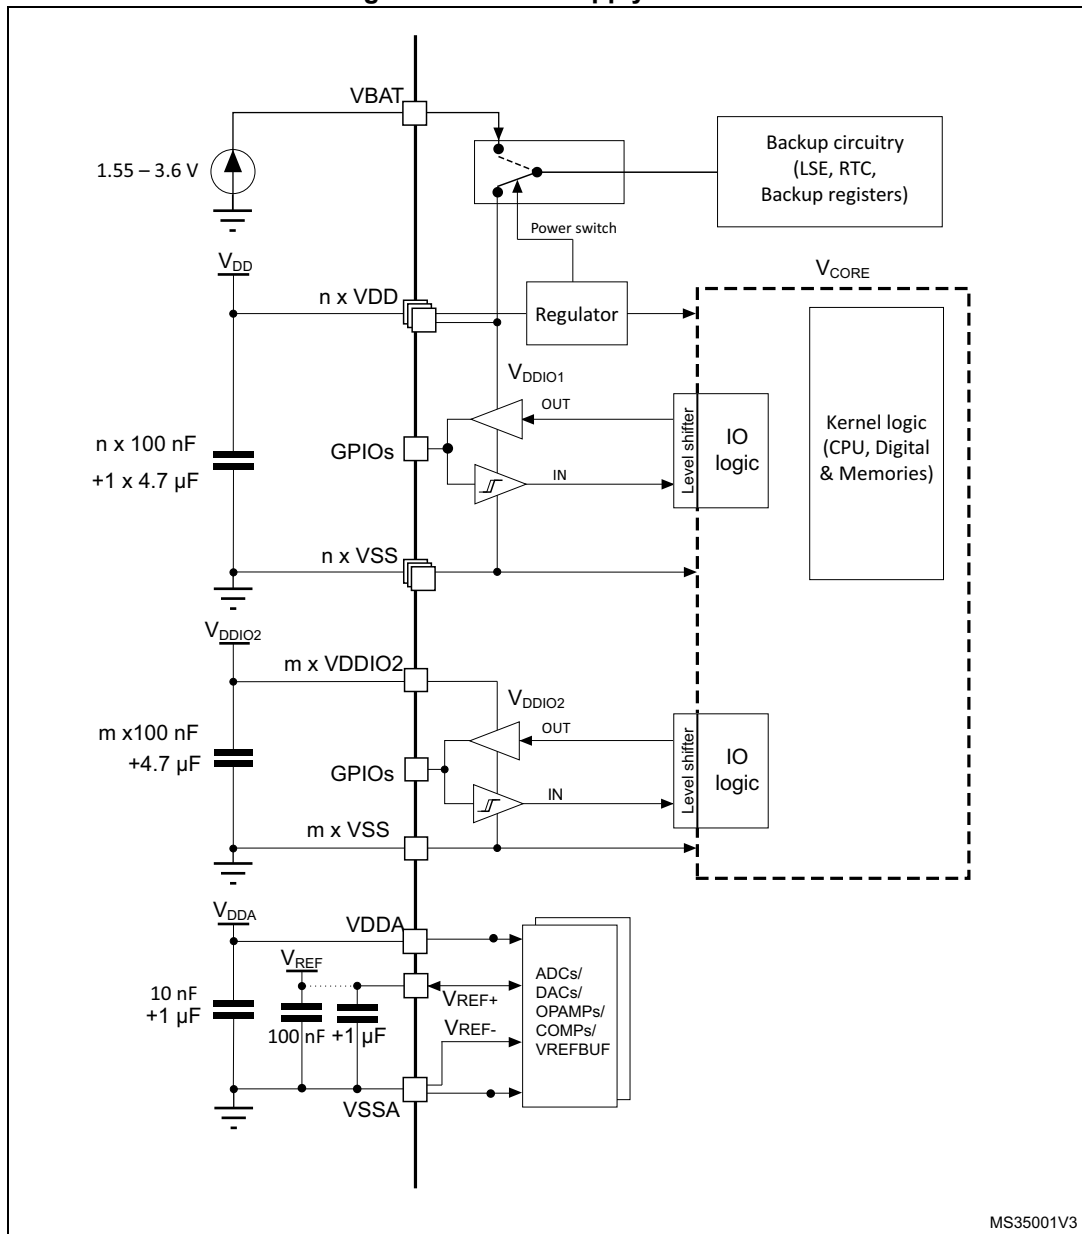 pply
VBAT
1.55 – 3.6 V
Backup circuitry
(LSE, RTC,
Backup registers)
Power switch
VDD
n x VDD
Regulator
VCORE
VDDIO1
OUT
GPIOs
IN
Level shifter
IO
logic
Kernel logic
(CPU, Digital
& Memories)
n x 100 nF
+1 x 4.7 µF
n x VSS
VDDIO2
m x VDDIO2
VDDIO2
OUT
m x100 nF
+4.7 µF
GPIOs
IN
Level shifter
IO
logic
m x VSS
VDDA
VDDA
VREF
10 nF
+1 µF
100 nF
+1 µF
VREF+
VREF-
ADCs/
DACs/
OPAMPs/
COMPs/
VREFBUF
VSSA
MS35001V3